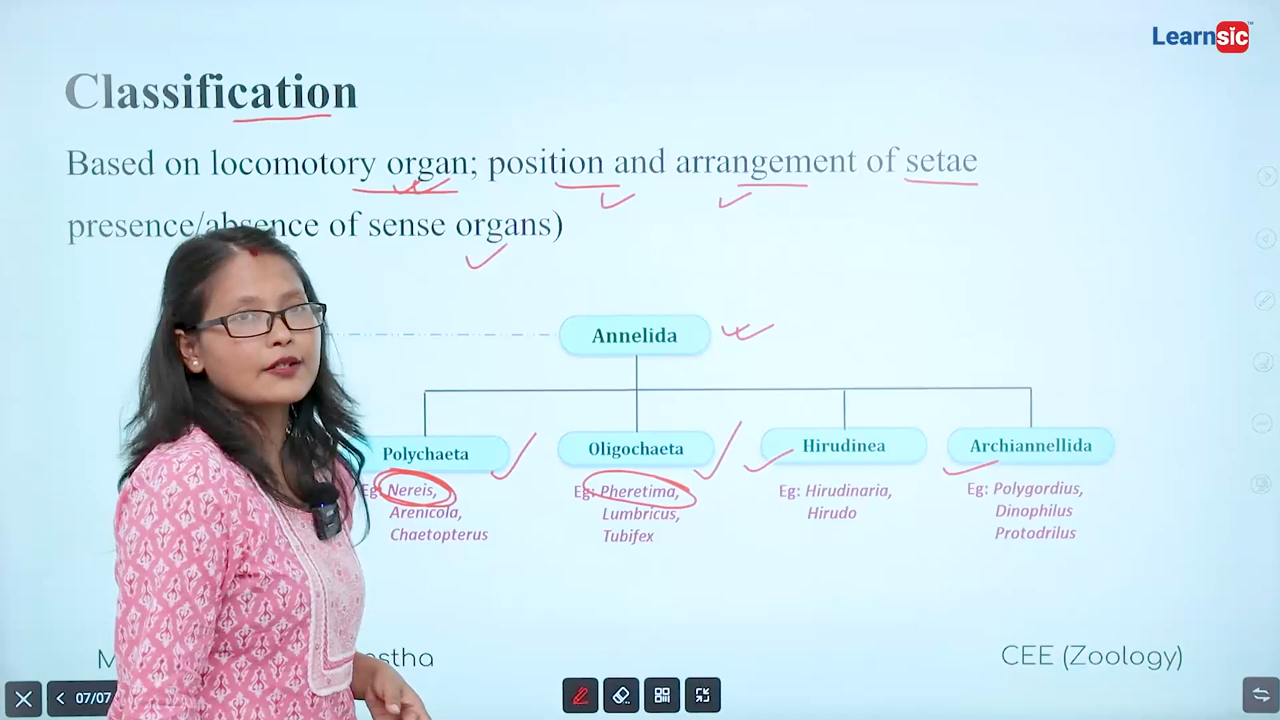 Learnsic
Classification
Based on locomotory organ; position and arrangement of setae
presence/absence of sense organs)
Annelida
Polychaeta
Oligochaeta
Hirudinea
Archiannellida
Eg: Nereis,
Arenicola,
Chaetopterus
Eg: Pheretima,
Lumbricus,
Tubifex
Eg: Hirudinaria,
Hirudo
Eg: Polygordius,
Dinophilus
Protodrilus
CEE (Zoology)
07/07